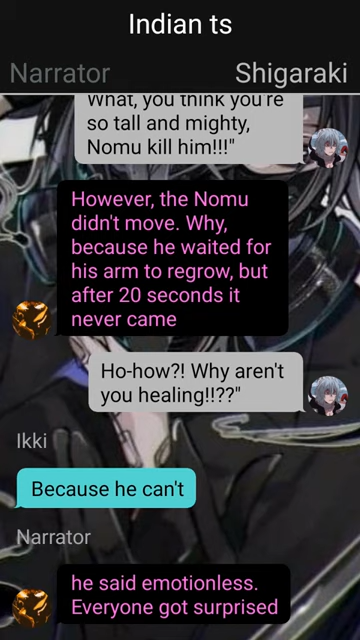 Indian ts
Narrator
Shigaraki
What, you think you're
so tall and mighty,
Nomu kill him!!!"
However, the Nomu
didn't move. Why,
because he waited for
his arm to regrow, but
after 20 seconds it
never came
Ho-how?! Why aren't
you healing!!??"
Ikki
Because he can't
Narrator
he said emotionless.
Everyone got surprised